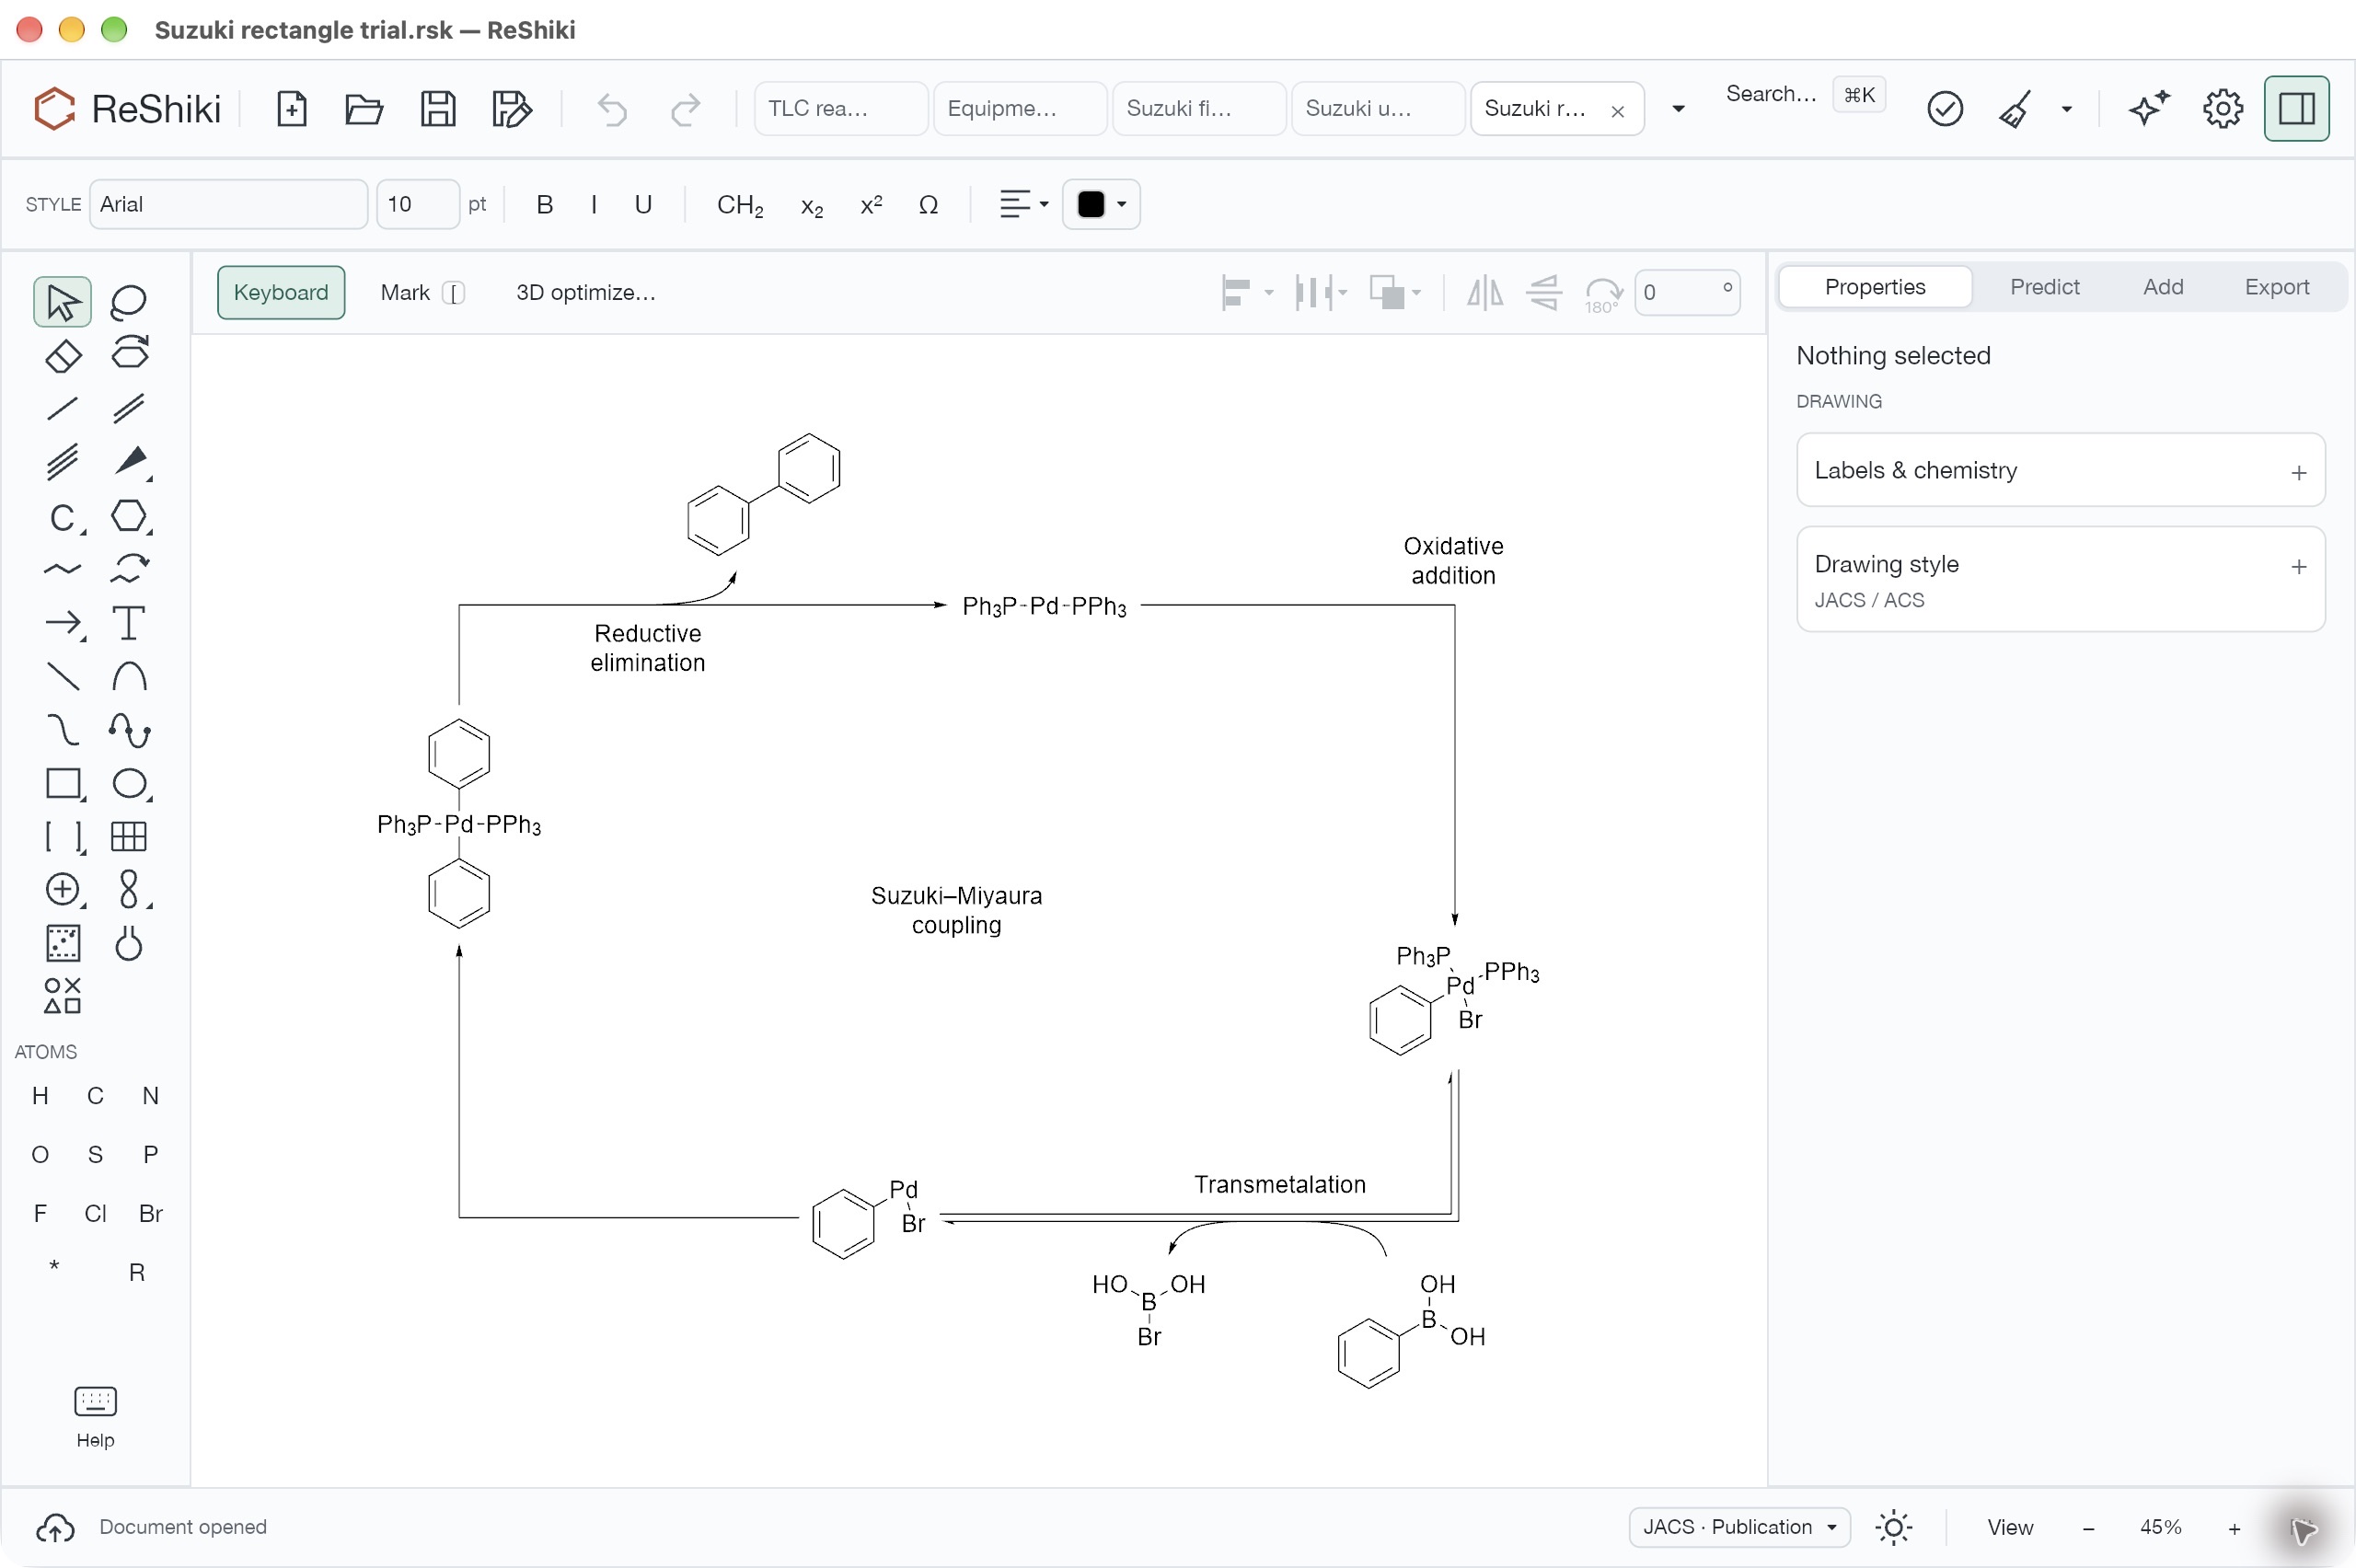 Suzuki rectangle trial.rsk — ReShiki
ReShiki
TLC rea...
Equipme...
Suzuki fi...
Suzuki u...
Suzuki r...
Search...
⌘K
STYLE
Arial
10
pt
B
I
U
CH₂
x₂
x²
Ω
Keyboard
Mark [
3D optimize...
180°
0 °
Properties
Predict
Add
Export
Nothing selected
DRAWING
Labels & chemistry
+
Drawing style
+
JACS / ACS
C
T
[ ]
ATOMS
H C N
O S P
F Cl Br
* R
Help
Oxidative
addition
Ph₃P-Pd-PPh₃
Reductive
elimination
Ph₃P-Pd-PPh₃
Suzuki–Miyaura
coupling
Ph₃P
PPh₃
Pd
Br
Transmetalation
Pd
Br
HO OH
B
Br
OH
B
OH
Document opened
JACS · Publication
View
−
45%
+